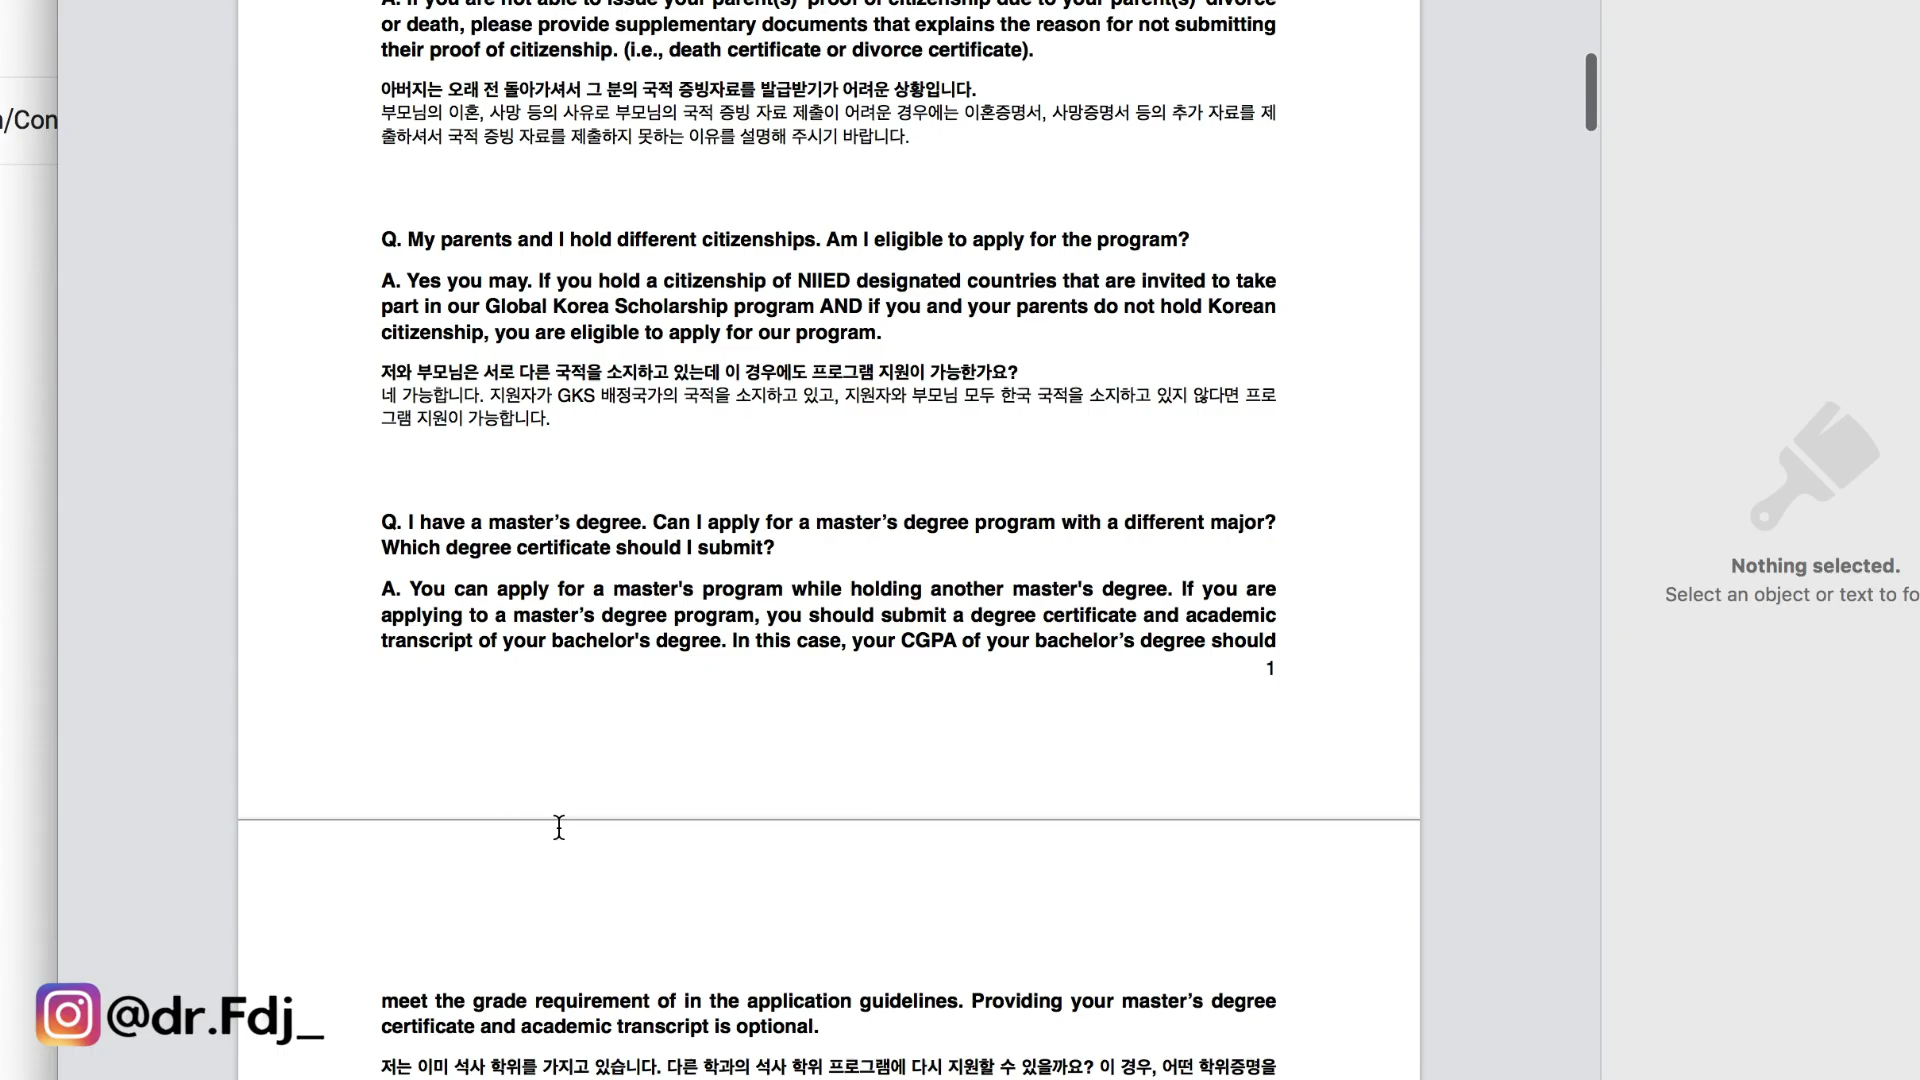 A. If you are not able to issue your parent(s)' proof of citizenship due to your parent(s)' divorce
or death, please provide supplementary documents that explains the reason for not submitting
their proof of citizenship. (i.e., death certificate or divorce certificate).
아버지는 오래 전 돌아가셔서 그 분의 국적 증빙자료를 발급받기가 어려운 상황입니다.
부모님의 이혼, 사망 등의 사유로 부모님의 국적 증빙 자료 제출이 어려운 경우에는 이혼증명서, 사망증명서 등의 추가 자료를 제
출하셔서 국적 증빙 자료를 제출하지 못하는 이유를 설명해 주시기 바랍니다.
/Con
Q. My parents and I hold different citizenships. Am I eligible to apply for the program?
A. Yes you may. If you hold a citizenship of NIIED designated countries that are invited to take
part in our Global Korea Scholarship program AND if you and your parents do not hold Korean
citizenship, you are eligible to apply for our program.
저와 부모님은 서로 다른 국적을 소지하고 있는데 이 경우에도 프로그램 지원이 가능한가요?
네 가능합니다. 지원자가 GKS 배정국가의 국적을 소지하고 있고, 지원자와 부모님 모두 한국 국적을 소지하고 있지 않다면 프로
그램 지원이 가능합니다.
Q. I have a master’s degree. Can I apply for a master’s degree program with a different major?
Which degree certificate should I submit?
A. You can apply for a master's program while holding another master's degree. If you are
applying to a master’s degree program, you should submit a degree certificate and academic
transcript of your bachelor's degree. In this case, your CGPA of your bachelor’s degree should
1
Nothing selected.
Select an object or text to fo
meet the grade requirement of in the application guidelines. Providing your master’s degree
certificate and academic transcript is optional.
저는 이미 석사 학위를 가지고 있습니다. 다른 학과의 석사 학위 프로그램에 다시 지원할 수 있을까요? 이 경우, 어떤 학위증명을
@dr.Fdj_